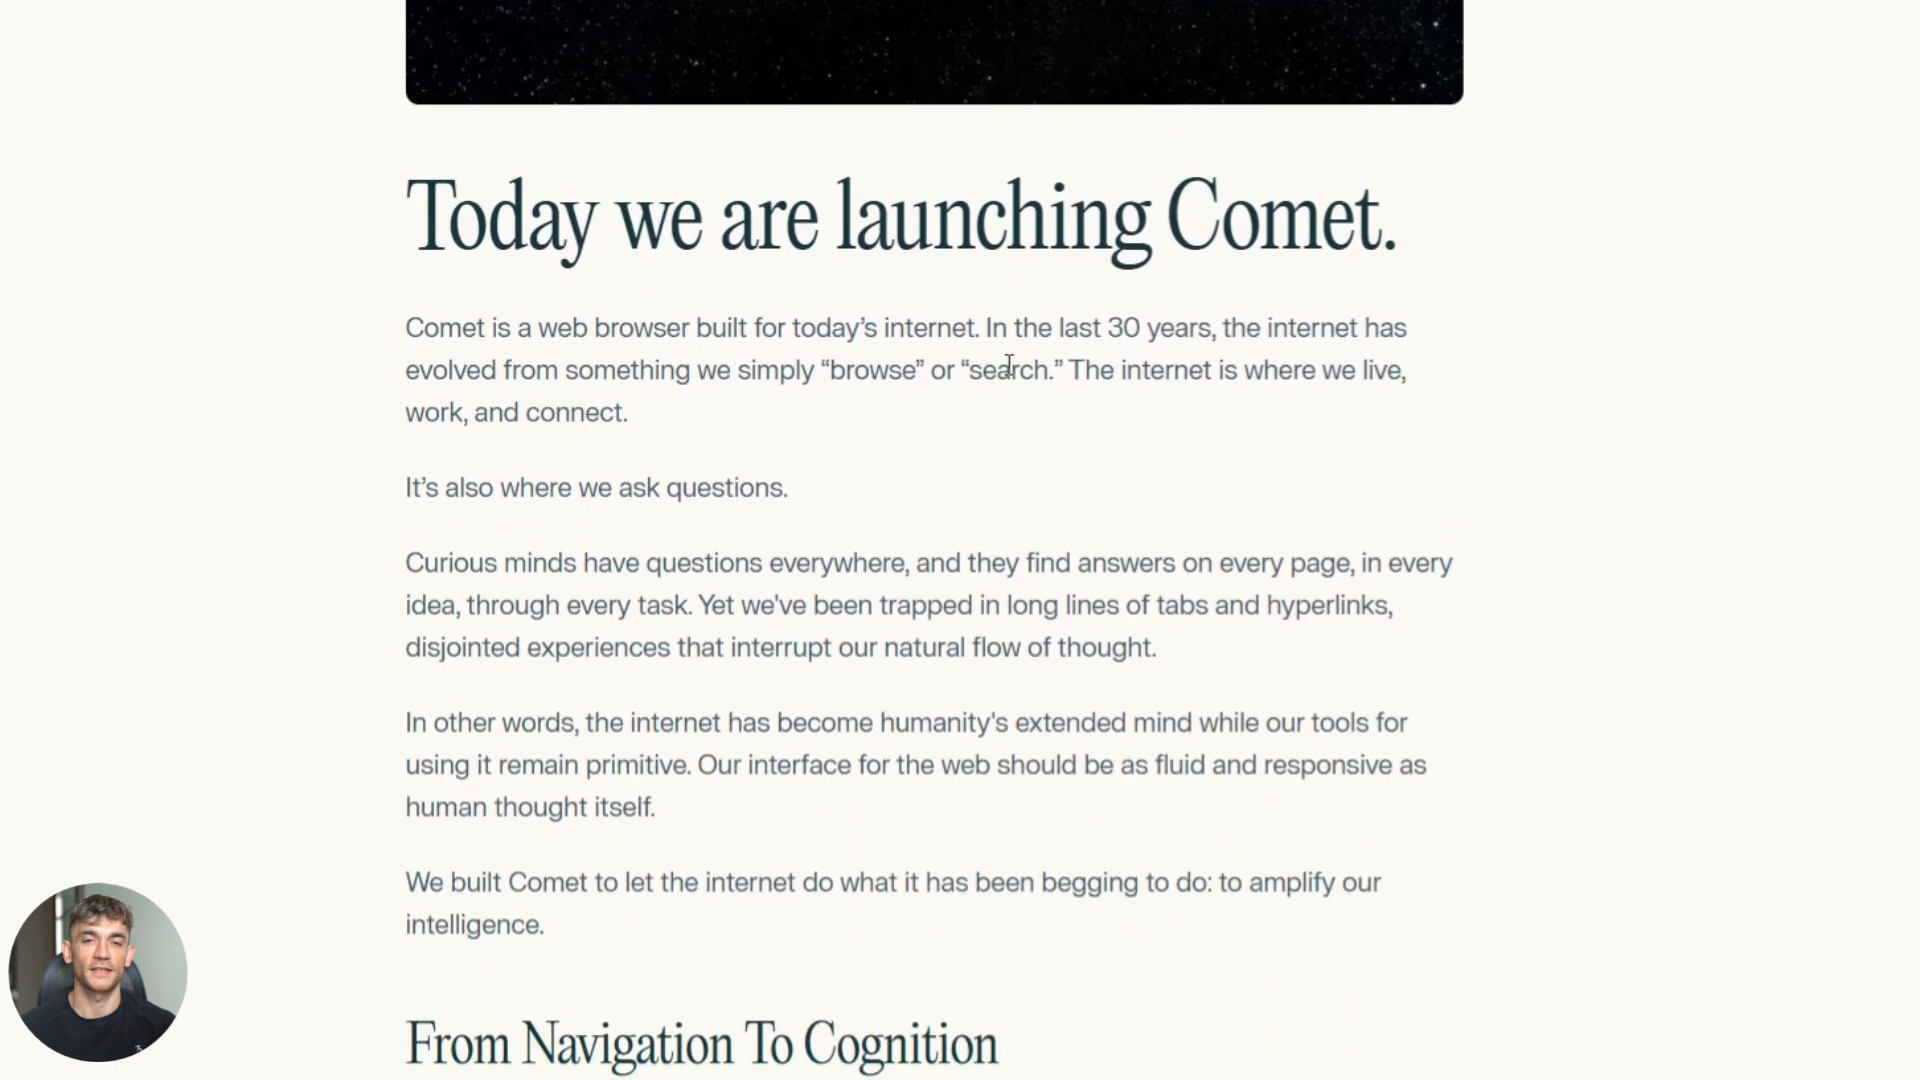 Today we are launching Comet.
Comet is a web browser built for today’s internet. In the last 30 years, the internet has
evolved from something we simply “browse” or “search.” The internet is where we live,
work, and connect.
It’s also where we ask questions.
Curious minds have questions everywhere, and they find answers on every page, in every
idea, through every task. Yet we've been trapped in long lines of tabs and hyperlinks,
disjointed experiences that interrupt our natural flow of thought.
In other words, the internet has become humanity's extended mind while our tools for
using it remain primitive. Our interface for the web should be as fluid and responsive as
human thought itself.
We built Comet to let the internet do what it has been begging to do: to amplify our
intelligence.
From Navigation To Cognition